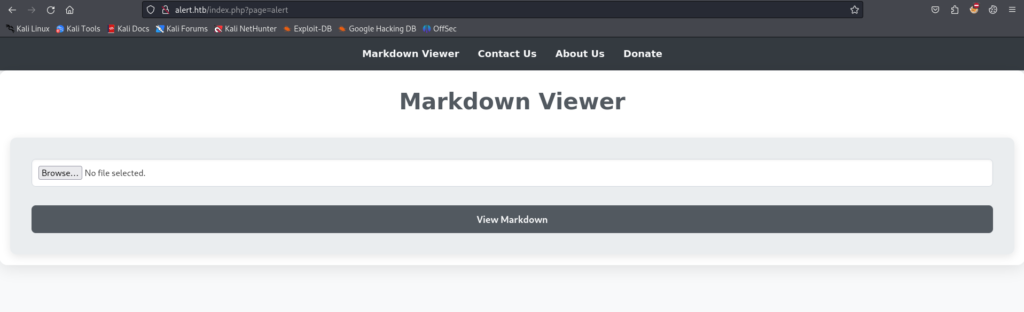 alert.htb/index.php?page=alert
Kali Linux Kali Tools Kali Docs Kali Forums Kali NetHunter Exploit-DB Google Hacking DB OffSec
Markdown Viewer Contact Us About Us Donate
Markdown Viewer
Browse... No file selected.
View Markdown